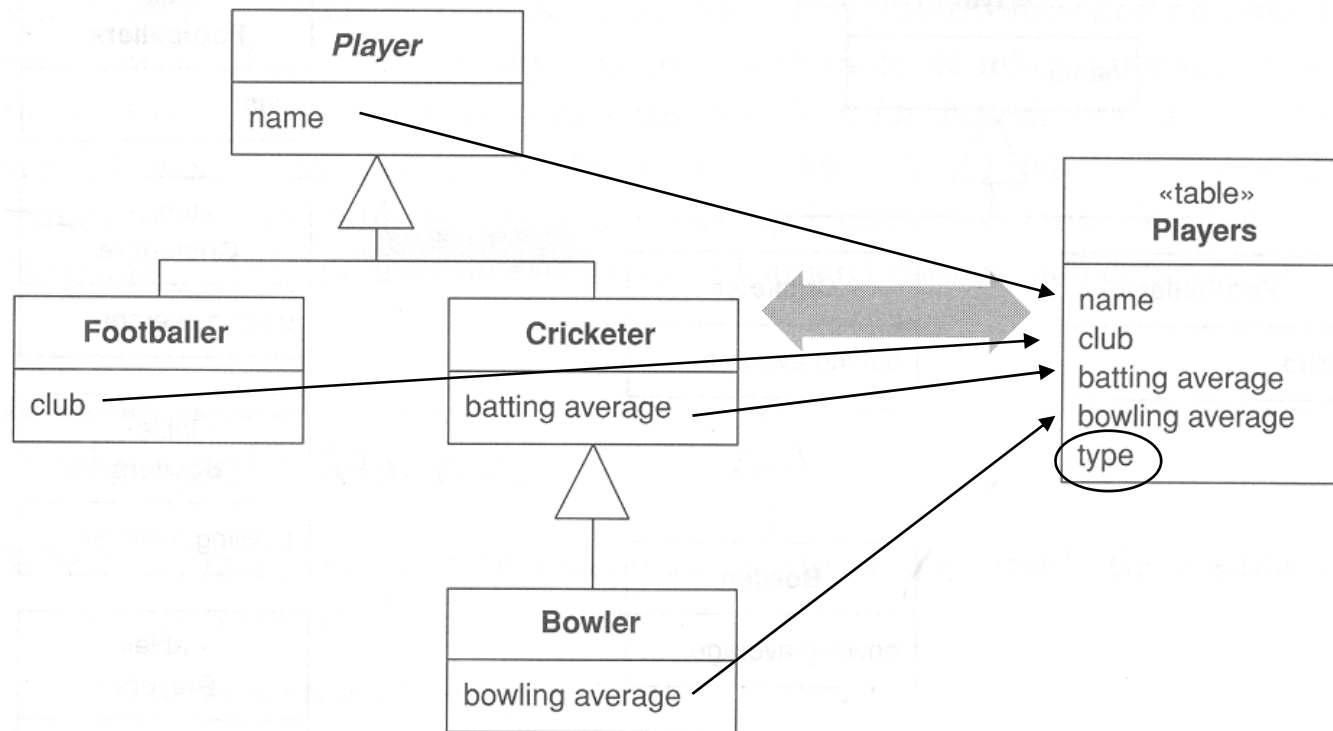 Player
name
«table»
Players
name
club
batting average
bowling average
type
Footballer
club
Cricketer
batting average
Bowler
bowling average